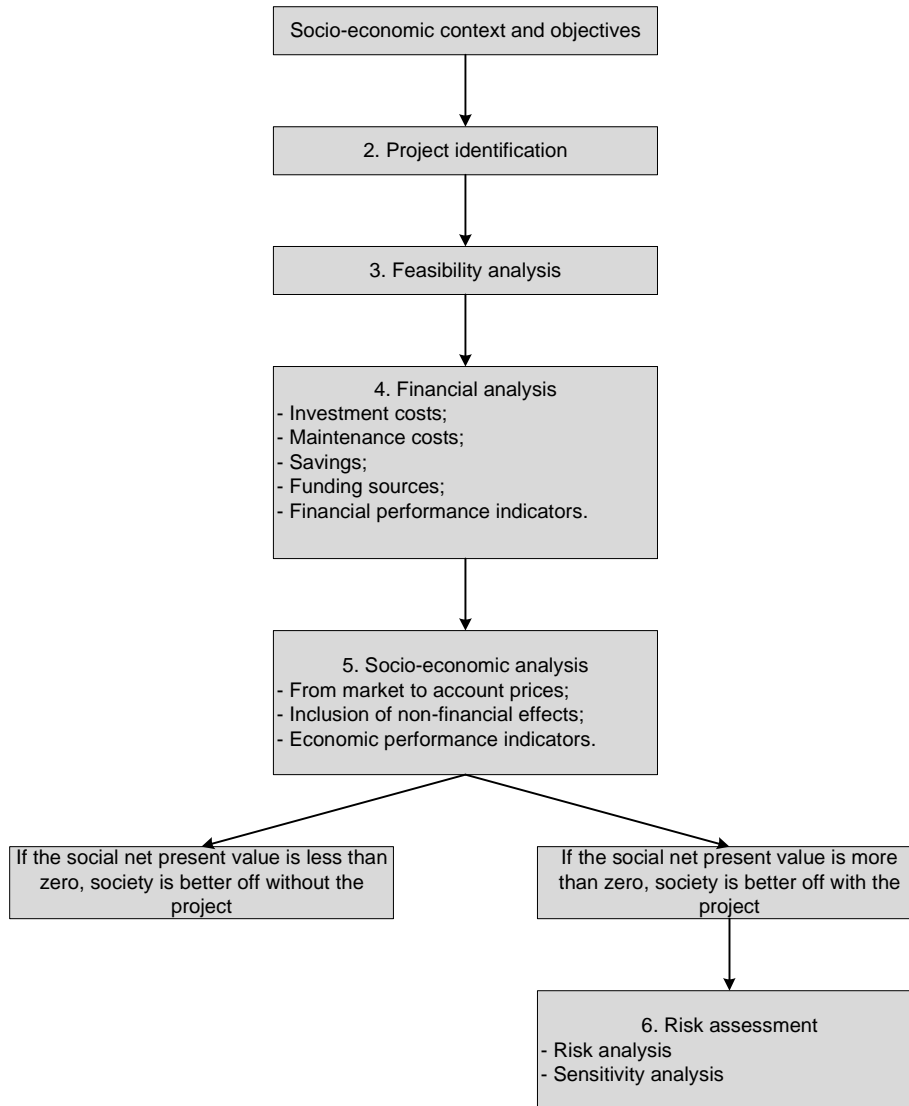 Socio-economic context and objectives
2. Project identification
3. Feasibility analysis
4. Financial analysis
- Investment costs;
- Maintenance costs;
- Savings;
- Funding sources;
- Financial performance indicators.
5. Socio-economic analysis
- From market to account prices;
- Inclusion of non-financial effects;
- Economic performance indicators.
If the social net present value is less than
zero, society is better off without the
project
If the social net present value is more
than zero, society is better off with the
project
6. Risk assessment
- Risk analysis
- Sensitivity analysis